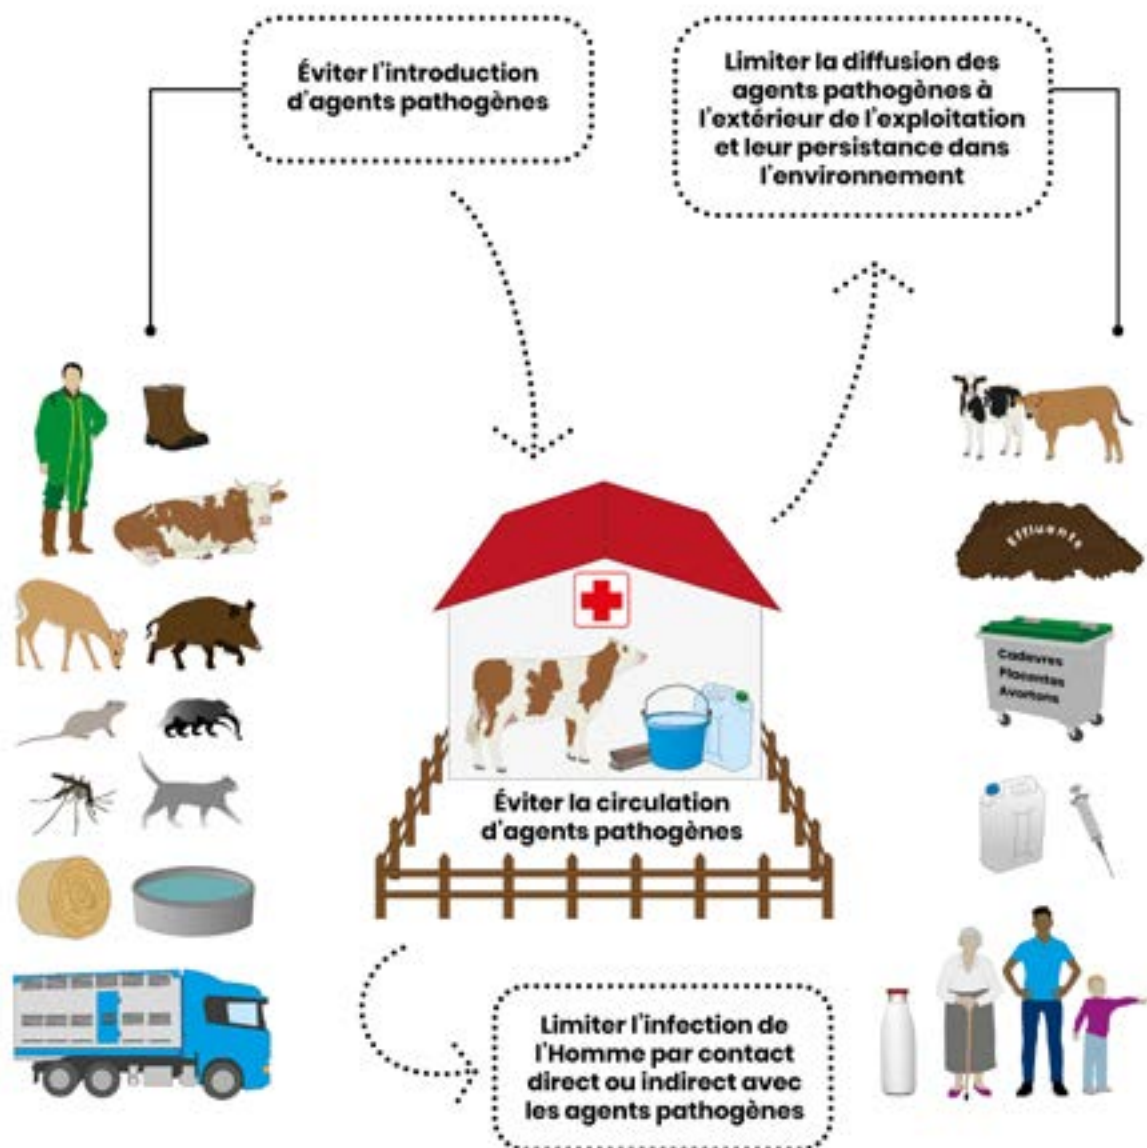 Éviter l'introduction
d'agents pathogènes
Limiter la diffusion des
agents pathogènes à
l'extérieur de l'exploitation
et leur persistance dans
l'environnement
Effluents
Cadavres
Placentas
Avortons
Éviter la circulation
d'agents pathogènes
Limiter l'infection de
l'Homme par contact
direct ou indirect avec
les agents pathogènes